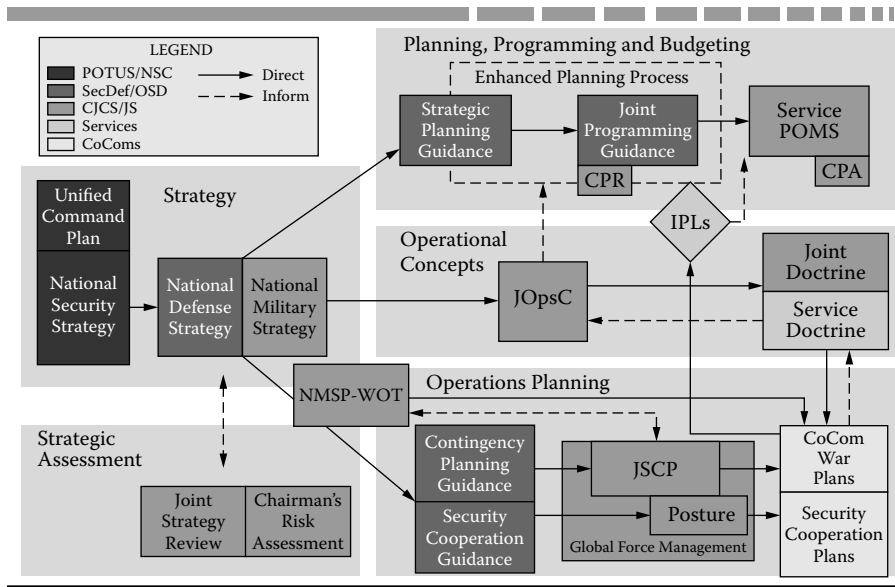 LEGEND
POTUS/NSC
SecDef/OSD
CJCS/JS
Services
CoComs
Direct
Inform
Planning, Programming and Budgeting
Enhanced Planning Process
Strategic
Planning
Guidance
Joint
Programming
Guidance
CPR
Service
POMS
CPA
IPLs
Strategy
Unified
Command
Plan
National
Security
Strategy
National
Defense
Strategy
National
Military
Strategy
Operational
Concepts
JOpsC
Joint
Doctrine
Service
Doctrine
NMSP-WOT
Operations Planning
Strategic
Assessment
Joint
Strategy
Review
Chairman's
Risk
Assessment
Contingency
Planning
Guidance
Security
Cooperation
Guidance
JSCP
Posture
Global Force Management
CoCom
War
Plans
Security
Cooperation
Plans